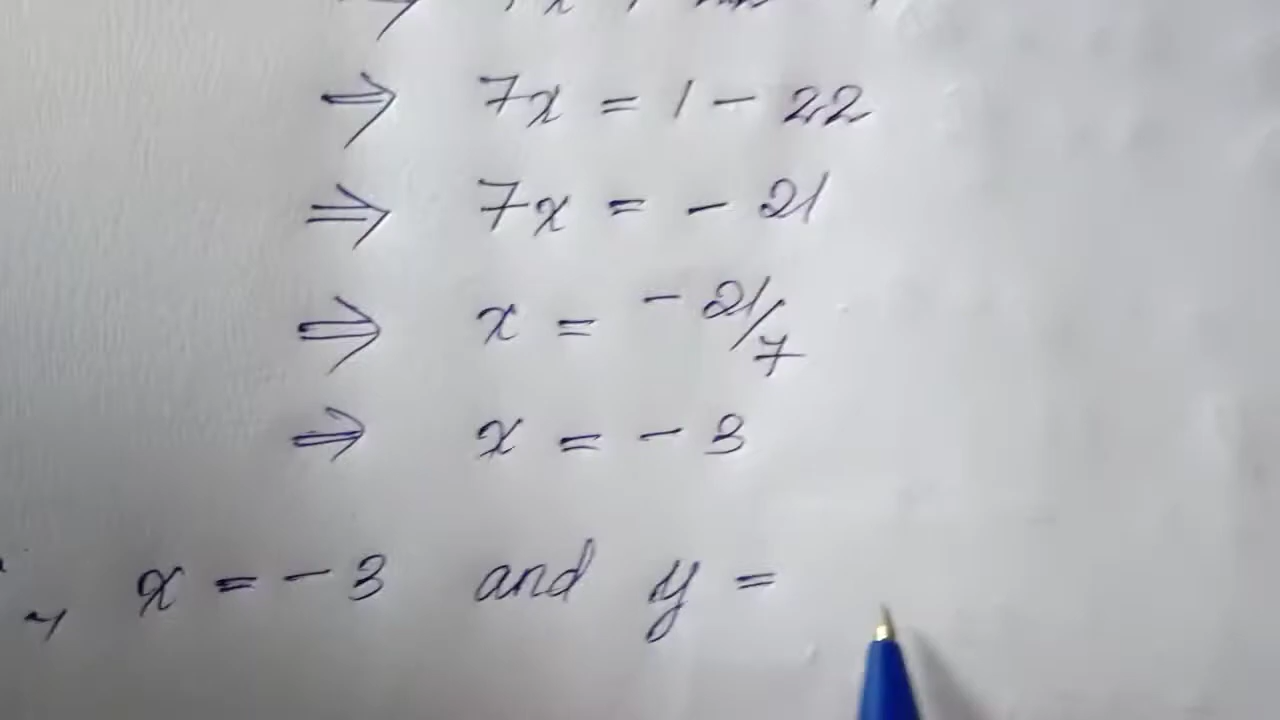 ⇒ 7x = 1 - 22
⇒ 7x = - 21
⇒ x = - 21/7
⇒ x = - 3
, x = - 3 and y =